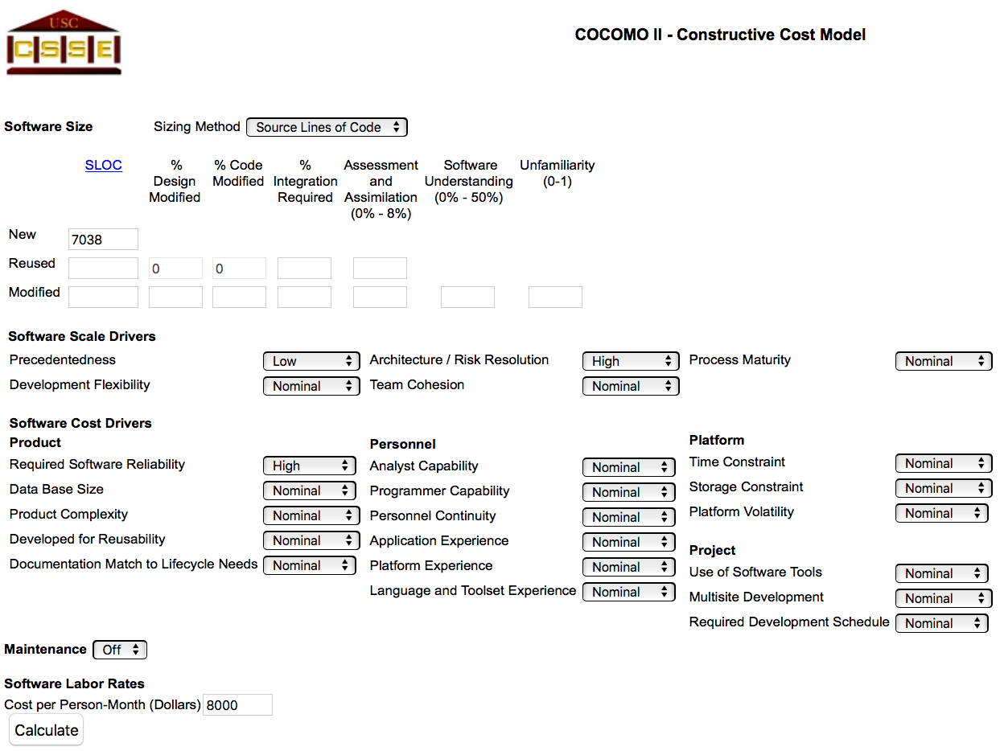 USC
CSSE
COCOMO II - Constructive Cost Model
Software Size Sizing Method Source Lines of Code
SLOC % Design Modified % Code Modified % Integration Required Assessment and Assimilation (0% - 8%) Software Understanding (0% - 50%) Unfamiliarity (0-1)
New 7038
Reused 0 0
Modified
Software Scale Drivers
Precedentedness Low Architecture / Risk Resolution High Process Maturity Nominal
Development Flexibility Nominal Team Cohesion Nominal
Software Cost Drivers
Product
Required Software Reliability High
Data Base Size Nominal
Product Complexity Nominal
Developed for Reusability Nominal
Documentation Match to Lifecycle Needs Nominal
Personnel
Analyst Capability Nominal
Programmer Capability Nominal
Personnel Continuity Nominal
Application Experience Nominal
Platform Experience Nominal
Language and Toolset Experience Nominal
Platform
Time Constraint Nominal
Storage Constraint Nominal
Platform Volatility Nominal
Project
Use of Software Tools Nominal
Multisite Development Nominal
Required Development Schedule Nominal
Maintenance Off
Software Labor Rates
Cost per Person-Month (Dollars) 8000
Calculate